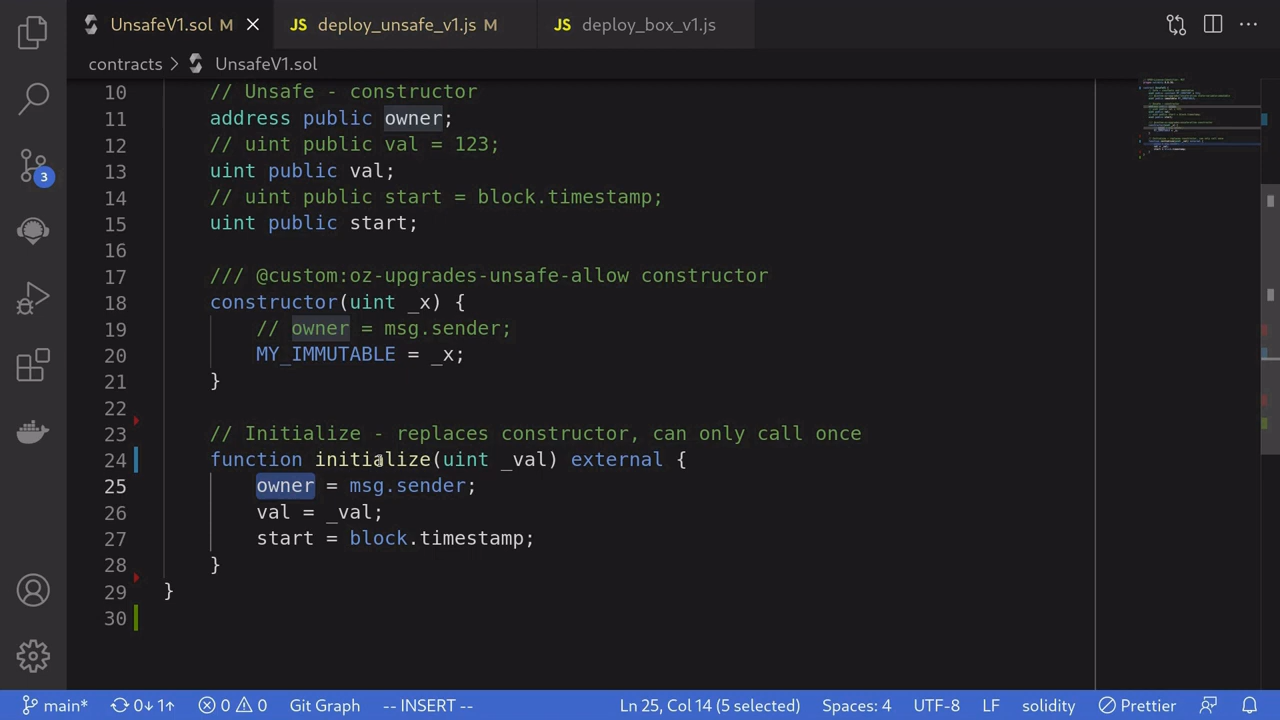 UnsafeV1.sol M
JS deploy_unsafe_v1.js M
JS deploy_box_v1.js
contracts > UnsafeV1.sol
10 // Unsafe - constructor
11 address public owner;
12 // uint public val = 123;
13 uint public val;
14 // uint public start = block.timestamp;
15 uint public start;
16
17 /// @custom:oz-upgrades-unsafe-allow constructor
18 constructor(uint _x) {
19 // owner = msg.sender;
20 MY_IMMUTABLE = _x;
21 }
22
23 // Initialize - replaces constructor, can only call once
24 function initialize(uint _val) external {
25 owner = msg.sender;
26 val = _val;
27 start = block.timestamp;
28 }
29 }
30
3
main* 0↓ 1↑ 0 0 Git Graph -- INSERT -- Ln 25, Col 14 (5 selected) Spaces: 4 UTF-8 LF solidity Prettier